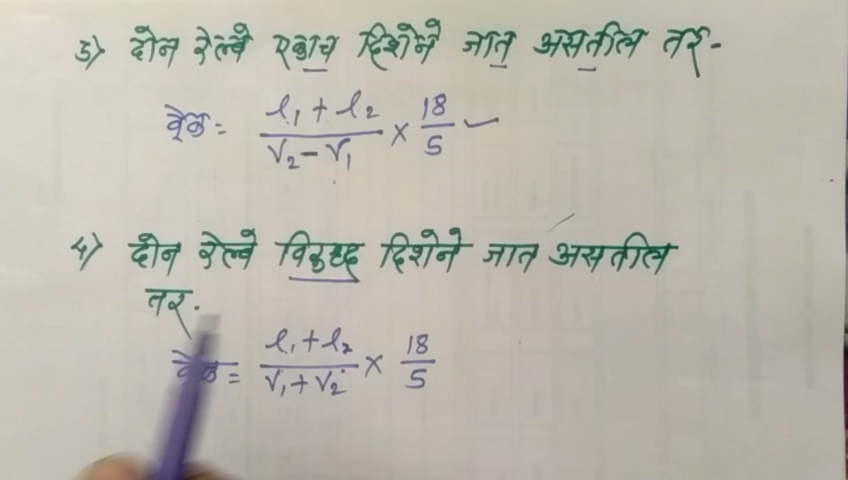 3) दोन रेल्वे एकाच दिशेने जात असतील तर-
वेळ = l₁ + l₂ / V₂ - V₁ × 18/5
4) दोन रेल्वे विरुद्ध दिशेने जात असतील
तर.
वेळ = l₁ + l₂ / V₁ + V₂ × 18/5